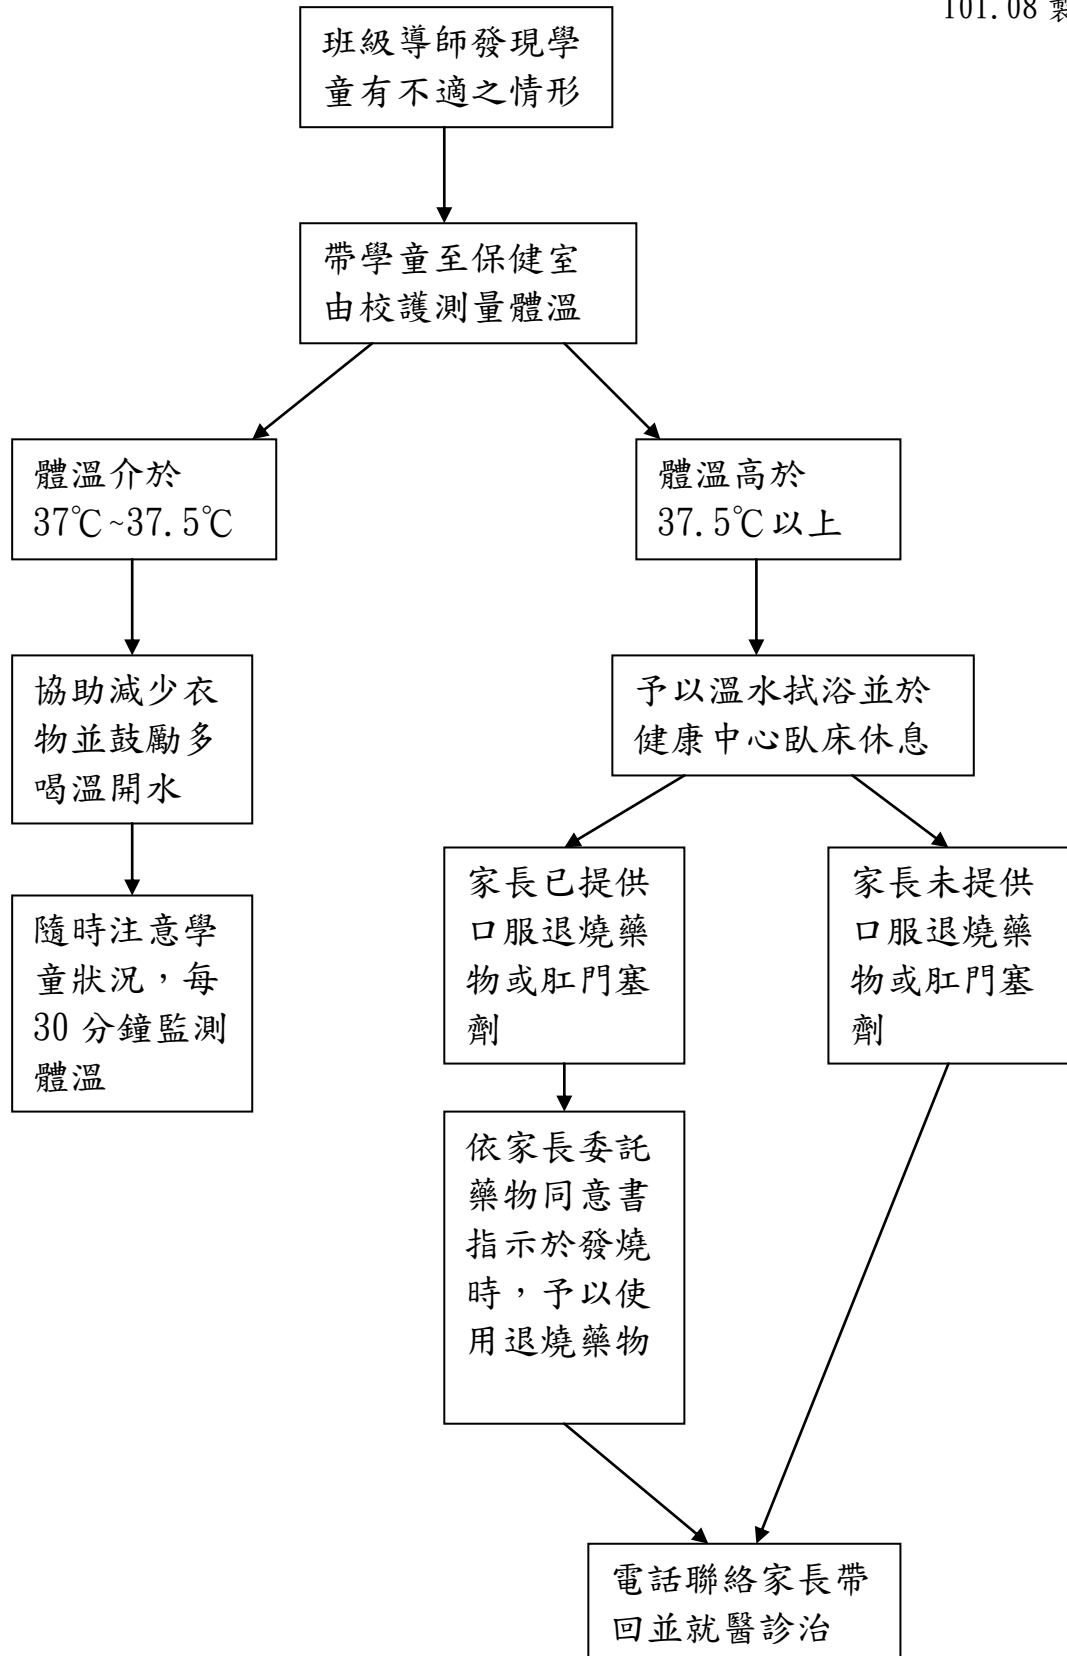 101.08 製
班級導師發現學
童有不適之情形
帶學童至保健室
由校護測量體溫
體溫介於
37℃~37.5℃
體溫高於
37.5℃以上
協助減少衣
物並鼓勵多
喝溫開水
予以溫水拭浴並於
健康中心臥床休息
隨時注意學
童狀況，每
30 分鐘監測
體溫
家長已提供
口服退燒藥
物或肛門塞
劑
家長未提供
口服退燒藥
物或肛門塞
劑
依家長委託
藥物同意書
指示於發燒
時，予以使
用退燒藥物
電話聯絡家長帶
回並就醫診治